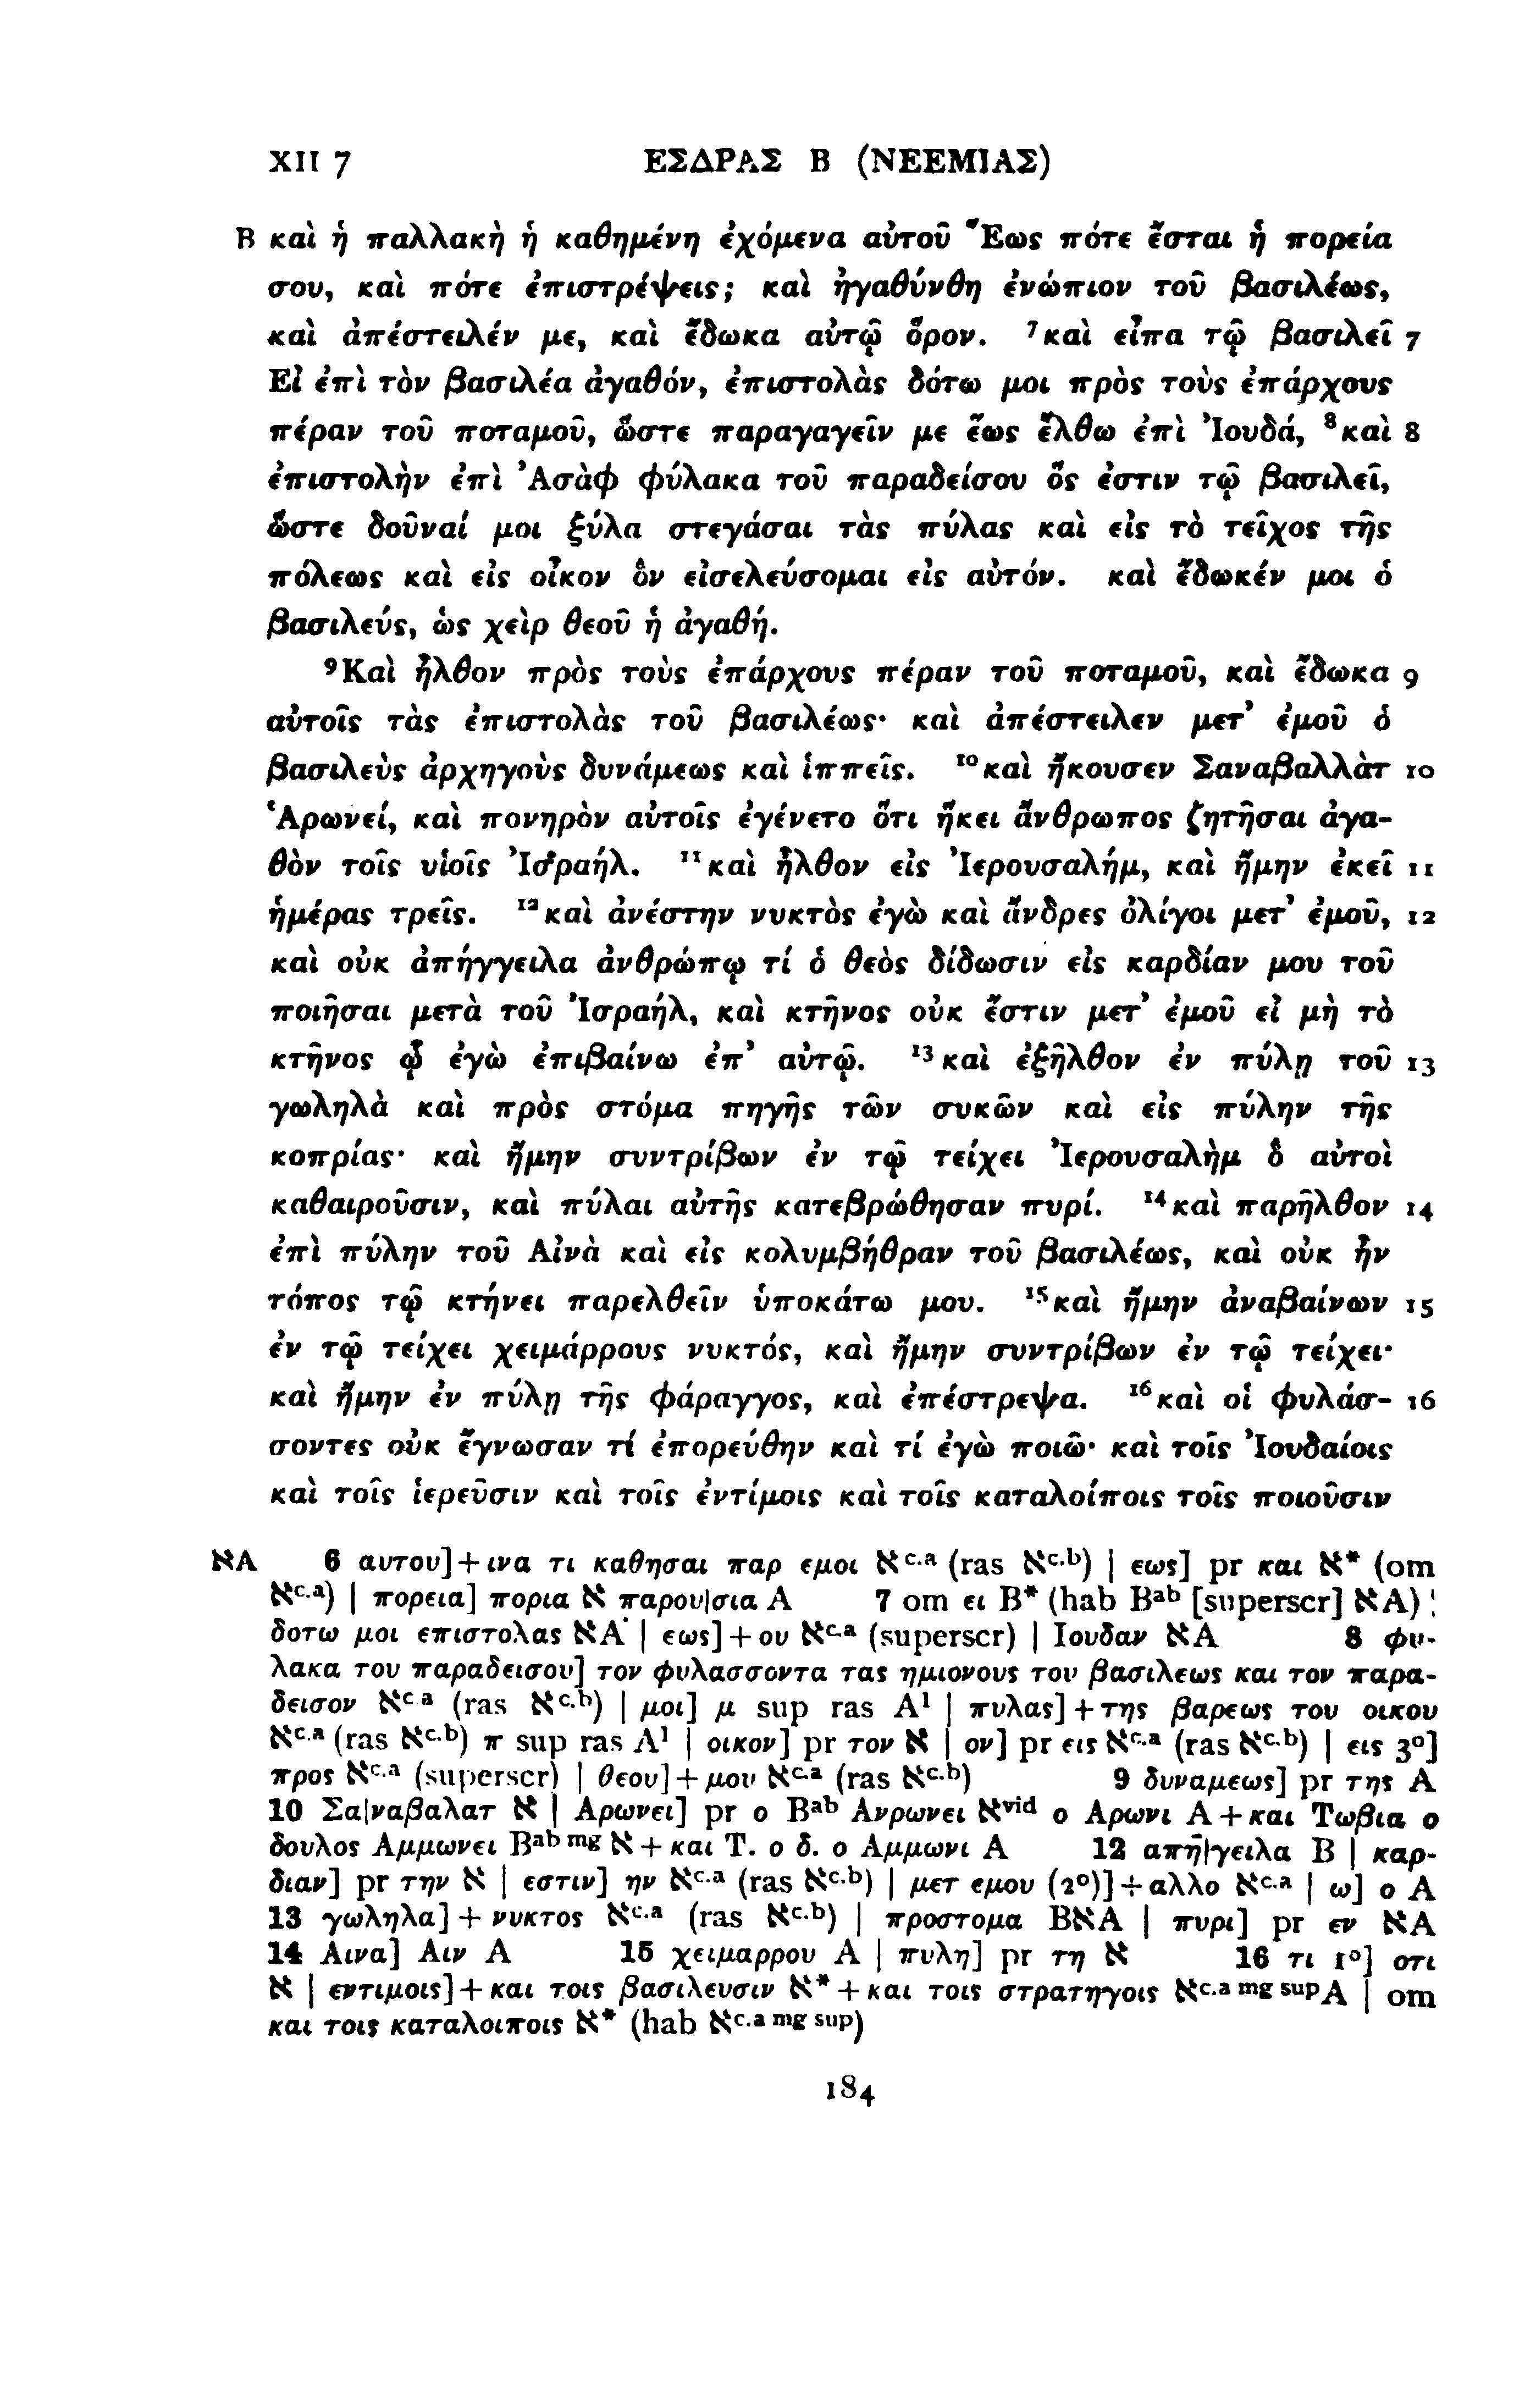 XII 7 ΕΣΔΡΑΣ Β (ΝΕΕΜΙΑΣ)
B καὶ ἡ παλλακὴ ἡ καθημένη ἐχόμενα αὐτοῦ Ἕως πότε ἔσται ἡ πορεία
σου, καὶ πότε ἐπιστρέψεις; καὶ ἠγαθύνθη ἐνώπιον τοῦ βασιλέως,
καὶ ἀπέστειλέν με, καὶ ἔδωκα αὐτῷ ὅρον. ⁷καὶ εἶπα τῷ βασιλεῖ 7
Εἰ ἐπὶ τὸν βασιλέα ἀγαθόν, ἐπιστολὰς δότω μοι πρὸς τοὺς ἐπάρχους
πέραν τοῦ ποταμοῦ, ὥστε παραγαγεῖν με ἕως ἔλθω ἐπὶ Ἰουδά, ⁸καὶ 8
ἐπιστολὴν ἐπὶ Ἀσὰφ φύλακα τοῦ παραδείσου ὅς ἐστιν τῷ βασιλεῖ,
ὥστε δοῦναί μοι ξύλα στεγάσαι τὰς πύλας καὶ εἰς τὸ τεῖχος τῆς
πόλεως καὶ εἰς οἶκον ὃν εἰσελεύσομαι εἰς αὐτόν. καὶ ἔδωκέν μοι ὁ
βασιλεύς, ὡς χεὶρ θεοῦ ἡ ἀγαθή.
⁹Καὶ ἦλθον πρὸς τοὺς ἐπάρχους πέραν τοῦ ποταμοῦ, καὶ ἔδωκα 9
αὐτοῖς τὰς ἐπιστολὰς τοῦ βασιλέως· καὶ ἀπέστειλεν μετ᾽ ἐμοῦ ὁ
βασιλεὺς ἀρχηγοὺς δυνάμεως καὶ ἱππεῖς. ¹⁰καὶ ἤκουσεν Σαναβαλλὰτ 10
Ἁρωνεί, καὶ πονηρὸν αὐτοῖς ἐγένετο ὅτι ἥκει ἄνθρωπος ζητῆσαι ἀγα-
θὸν τοῖς υἱοῖς Ἰσραήλ. ¹¹καὶ ἦλθον εἰς Ἰερουσαλήμ, καὶ ἤμην ἐκεῖ 11
ἡμέρας τρεῖς. ¹²καὶ ἀνέστην νυκτὸς ἐγὼ καὶ ἄνδρες ὀλίγοι μετ᾽ ἐμοῦ, 12
καὶ οὐκ ἀπήγγειλα ἀνθρώπῳ τί ὁ θεὸς δίδωσιν εἰς καρδίαν μου τοῦ
ποιῆσαι μετὰ τοῦ Ἰσραήλ, καὶ κτῆνος οὐκ ἔστιν μετ᾽ ἐμοῦ εἰ μὴ τὸ
κτῆνος ᾧ ἐγὼ ἐπιβαίνω ἐπ᾽ αὐτῷ. ¹³καὶ ἐξῆλθον ἐν πύλῃ τοῦ 13
γωληλὰ καὶ πρὸς στόμα πηγῆς τῶν συκῶν καὶ εἰς πύλην τῆς
κοπρίας· καὶ ἤμην συντρίβων ἐν τῷ τείχει Ἰερουσαλὴμ ὃ αὐτοὶ
καθαιροῦσιν, καὶ πύλαι αὐτῆς κατεβρώθησαν πυρί. ¹⁴καὶ παρῆλθον 14
ἐπὶ πύλην τοῦ Αἰνὰ καὶ εἰς κολυμβήθραν τοῦ βασιλέως, καὶ οὐκ ἦν
τόπος τῷ κτήνει παρελθεῖν ὑποκάτω μου. ¹⁵καὶ ἤμην ἀναβαίνων 15
ἐν τῷ τείχει χειμάρρους νυκτός, καὶ ἤμην συντρίβων ἐν τῷ τείχει·
καὶ ἤμην ἐν πύλῃ τῆς φάραγγος, καὶ ἐπέστρεψα. ¹⁶καὶ οἱ φυλάσ- 16
σοντες οὐκ ἔγνωσαν τί ἐπορεύθην καὶ τί ἐγὼ ποιῶ· καὶ τοῖς Ἰουδαίοις
καὶ τοῖς ἱερεῦσιν καὶ τοῖς ἐντίμοις καὶ τοῖς καταλοίποις τοῖς ποιοῦσιν
אA 6 αυτου]+ινα τι καθησαι παρ εμοι א^c.a (ras א^c.b) | εως] pr και א* (om
א^c.a) | πορεια] πορια א παρου|σια A 7 om ει B* (hab B^ab [superscr] אA) |
δοτω μοι επιστολας אA | εως]+ου א^c.a (superscr) | Ιουδαν אA 8 φυ-
λακα του παραδεισου] τον φυλασσοντα τας ημιονους του βασιλεως και τον παρα-
δεισον א^c.a (ras א^c.b) | μοι] μ sup ras A¹ | πυλας]+της βαρεως του οικου
א^c.a (ras א^c.b) π sup ras A¹ | οικον] pr τον א | ον] pr εις א^c.a (ras א^c.b) | εις 3°]
προς א^c.a (superscr) | θεου]+μου א^c.a (ras א^c.b) 9 δυναμεως] pr της A
10 Σα|ναβαλατ א | Αρωνει] pr ο B^ab Ανρωνει א^vid ο Αρωνι A+και Τωβια ο
δουλος Αμμωνει B^ab mg א+και Τ. ο δ. ο Αμμωνι A 12 απη̄|γειλα B | καρ-
διαν] pr την א | εστιν] ην א^c.a (ras א^c.b) | μετ εμου (2°)]+αλλο א^c.a | ω] ο A
13 γωληλα]+νυκτος א^c.a (ras א^c.b) | προστομα BאA | πυρι] pr εν אA
14 Αινα] Αιν A 15 χειμαρρου A | πυλη] pr τη א 16 τι 1°] οτι
א | εντιμοις]+και τοις βασιλευσιν א*+και τοις στρατηγοις א^c.a mg sup A | om
και τοις καταλοιποις א* (hab א^c.a mg sup)
184